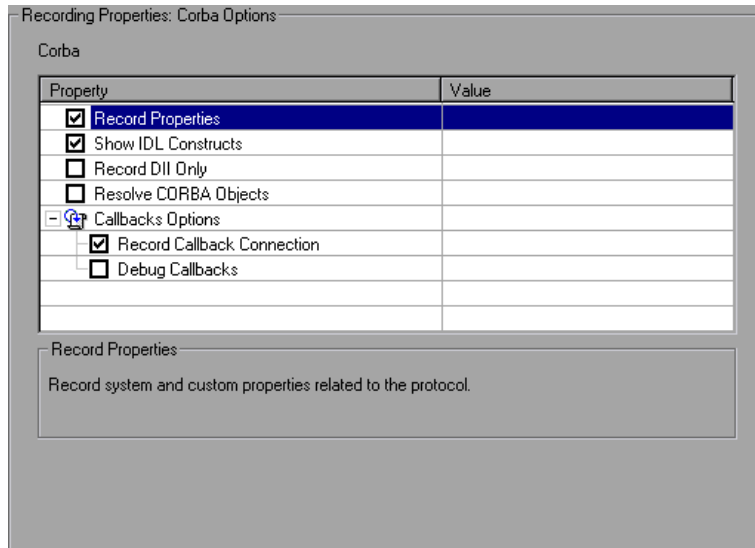 Recording Properties: Corba Options
Corba
Property Value
Record Properties
Show IDL Constructs
Record DII Only
Resolve CORBA Objects
Callbacks Options
Record Callback Connection
Debug Callbacks
Record Properties
Record system and custom properties related to the protocol.